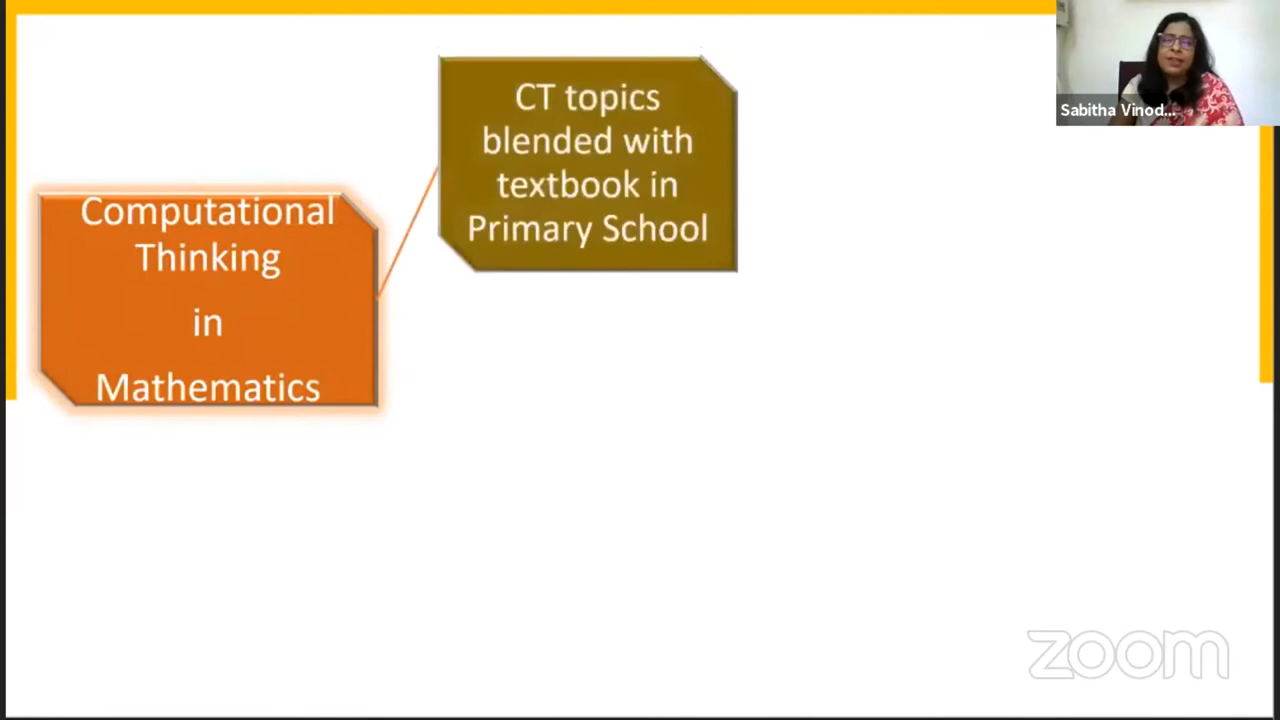 CT topics
blended with
textbook in
Primary School
Computational
Thinking
in
Mathematics
Sabitha Vinod...
zoom